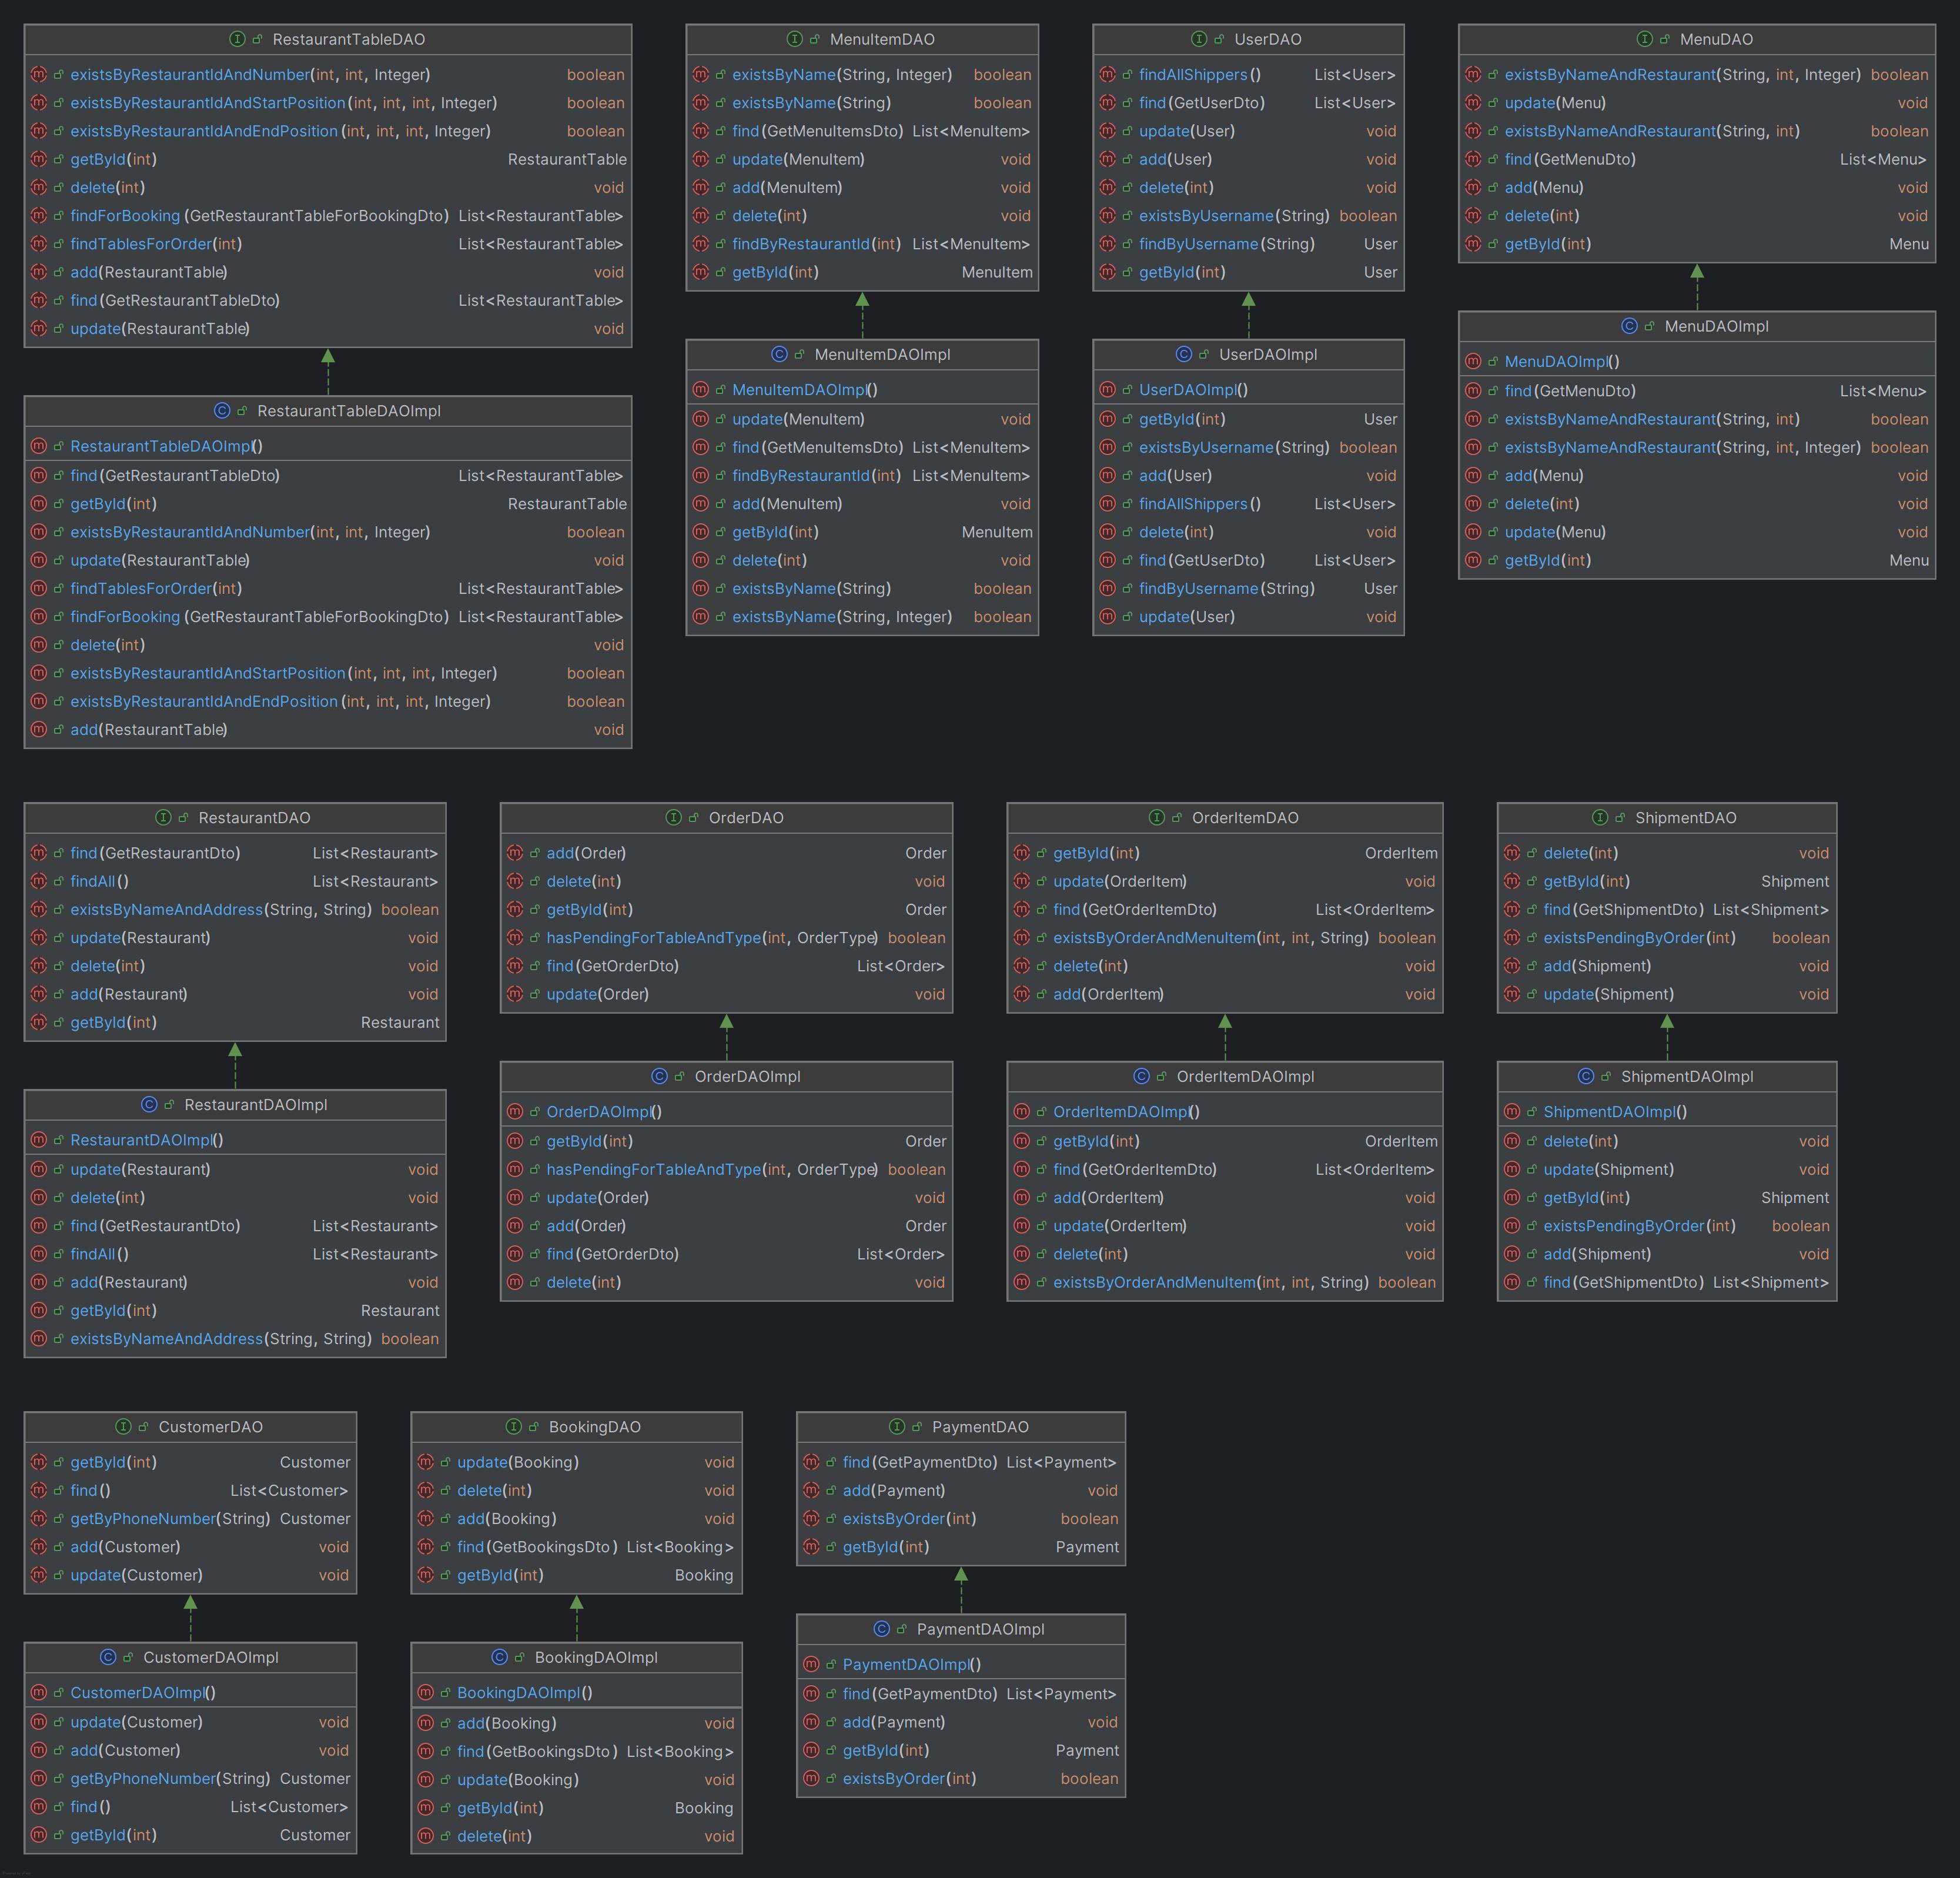 RestaurantTableDAO
existsByRestaurantIdAndNumber(int, int, Integer) boolean
existsByRestaurantIdAndStartPosition(int, int, int, Integer) boolean
existsByRestaurantIdAndEndPosition(int, int, int, Integer) boolean
getById(int) RestaurantTable
delete(int) void
findForBooking(GetRestaurantTableForBookingDto) List<RestaurantTable>
findTablesForOrder(int) List<RestaurantTable>
add(RestaurantTable) void
find(GetRestaurantTableDto) List<RestaurantTable>
update(RestaurantTable) void
RestaurantTableDAOImpl
RestaurantTableDAOImpl()
find(GetRestaurantTableDto) List<RestaurantTable>
getById(int) RestaurantTable
existsByRestaurantIdAndNumber(int, int, Integer) boolean
update(RestaurantTable) void
findTablesForOrder(int) List<RestaurantTable>
findForBooking(GetRestaurantTableForBookingDto) List<RestaurantTable>
delete(int) void
existsByRestaurantIdAndStartPosition(int, int, int, Integer) boolean
existsByRestaurantIdAndEndPosition(int, int, int, Integer) boolean
add(RestaurantTable) void
MenuItemDAO
existsByName(String, Integer) boolean
existsByName(String) boolean
find(GetMenuItemsDto) List<MenuItem>
update(MenuItem) void
add(MenuItem) void
delete(int) void
findByRestaurantId(int) List<MenuItem>
getById(int) MenuItem
MenuItemDAOImpl
MenuItemDAOImpl()
update(MenuItem) void
find(GetMenuItemsDto) List<MenuItem>
findByRestaurantId(int) List<MenuItem>
add(MenuItem) void
getById(int) MenuItem
delete(int) void
existsByName(String) boolean
existsByName(String, Integer) boolean
UserDAO
findAllShippers() List<User>
find(GetUserDto) List<User>
update(User) void
add(User) void
delete(int) void
existsByUsername(String) boolean
findByUsername(String) User
getById(int) User
UserDAOImpl
UserDAOImpl()
getById(int) User
existsByUsername(String) boolean
add(User) void
findAllShippers() List<User>
delete(int) void
find(GetUserDto) List<User>
findByUsername(String) User
update(User) void
MenuDAO
existsByNameAndRestaurant(String, int, Integer) boolean
update(Menu) void
existsByNameAndRestaurant(String, int) boolean
find(GetMenuDto) List<Menu>
add(Menu) void
delete(int) void
getById(int) Menu
MenuDAOImpl
MenuDAOImpl()
find(GetMenuDto) List<Menu>
existsByNameAndRestaurant(String, int) boolean
existsByNameAndRestaurant(String, int, Integer) boolean
add(Menu) void
delete(int) void
update(Menu) void
getById(int) Menu
RestaurantDAO
find(GetRestaurantDto) List<Restaurant>
findAll() List<Restaurant>
existsByNameAndAddress(String, String) boolean
update(Restaurant) void
delete(int) void
add(Restaurant) void
getById(int) Restaurant
RestaurantDAOImpl
RestaurantDAOImpl()
update(Restaurant) void
delete(int) void
find(GetRestaurantDto) List<Restaurant>
findAll() List<Restaurant>
add(Restaurant) void
getById(int) Restaurant
existsByNameAndAddress(String, String) boolean
OrderDAO
add(Order) Order
delete(int) void
getById(int) Order
hasPendingForTableAndType(int, OrderType) boolean
find(GetOrderDto) List<Order>
update(Order) void
OrderDAOImpl
OrderDAOImpl()
getById(int) Order
hasPendingForTableAndType(int, OrderType) boolean
update(Order) void
add(Order) Order
find(GetOrderDto) List<Order>
delete(int) void
OrderItemDAO
getById(int) OrderItem
update(OrderItem) void
find(GetOrderItemDto) List<OrderItem>
existsByOrderAndMenuItem(int, int, String) boolean
delete(int) void
add(OrderItem) void
OrderItemDAOImpl
OrderItemDAOImpl()
getById(int) OrderItem
find(GetOrderItemDto) List<OrderItem>
add(OrderItem) void
update(OrderItem) void
delete(int) void
existsByOrderAndMenuItem(int, int, String) boolean
ShipmentDAO
delete(int) void
getById(int) Shipment
find(GetShipmentDto) List<Shipment>
existsPendingByOrder(int) boolean
add(Shipment) void
update(Shipment) void
ShipmentDAOImpl
ShipmentDAOImpl()
delete(int) void
update(Shipment) void
getById(int) Shipment
existsPendingByOrder(int) boolean
add(Shipment) void
find(GetShipmentDto) List<Shipment>
CustomerDAO
getById(int) Customer
find() List<Customer>
getByPhoneNumber(String) Customer
add(Customer) void
update(Customer) void
CustomerDAOImpl
CustomerDAOImpl()
update(Customer) void
add(Customer) void
getByPhoneNumber(String) Customer
find() List<Customer>
getById(int) Customer
BookingDAO
update(Booking) void
delete(int) void
add(Booking) void
find(GetBookingsDto) List<Booking>
getById(int) Booking
BookingDAOImpl
BookingDAOImpl()
add(Booking) void
find(GetBookingsDto) List<Booking>
update(Booking) void
getById(int) Booking
delete(int) void
PaymentDAO
find(GetPaymentDto) List<Payment>
add(Payment) void
existsByOrder(int) boolean
getById(int) Payment
PaymentDAOImpl
PaymentDAOImpl()
find(GetPaymentDto) List<Payment>
add(Payment) void
getById(int) Payment
existsByOrder(int) boolean